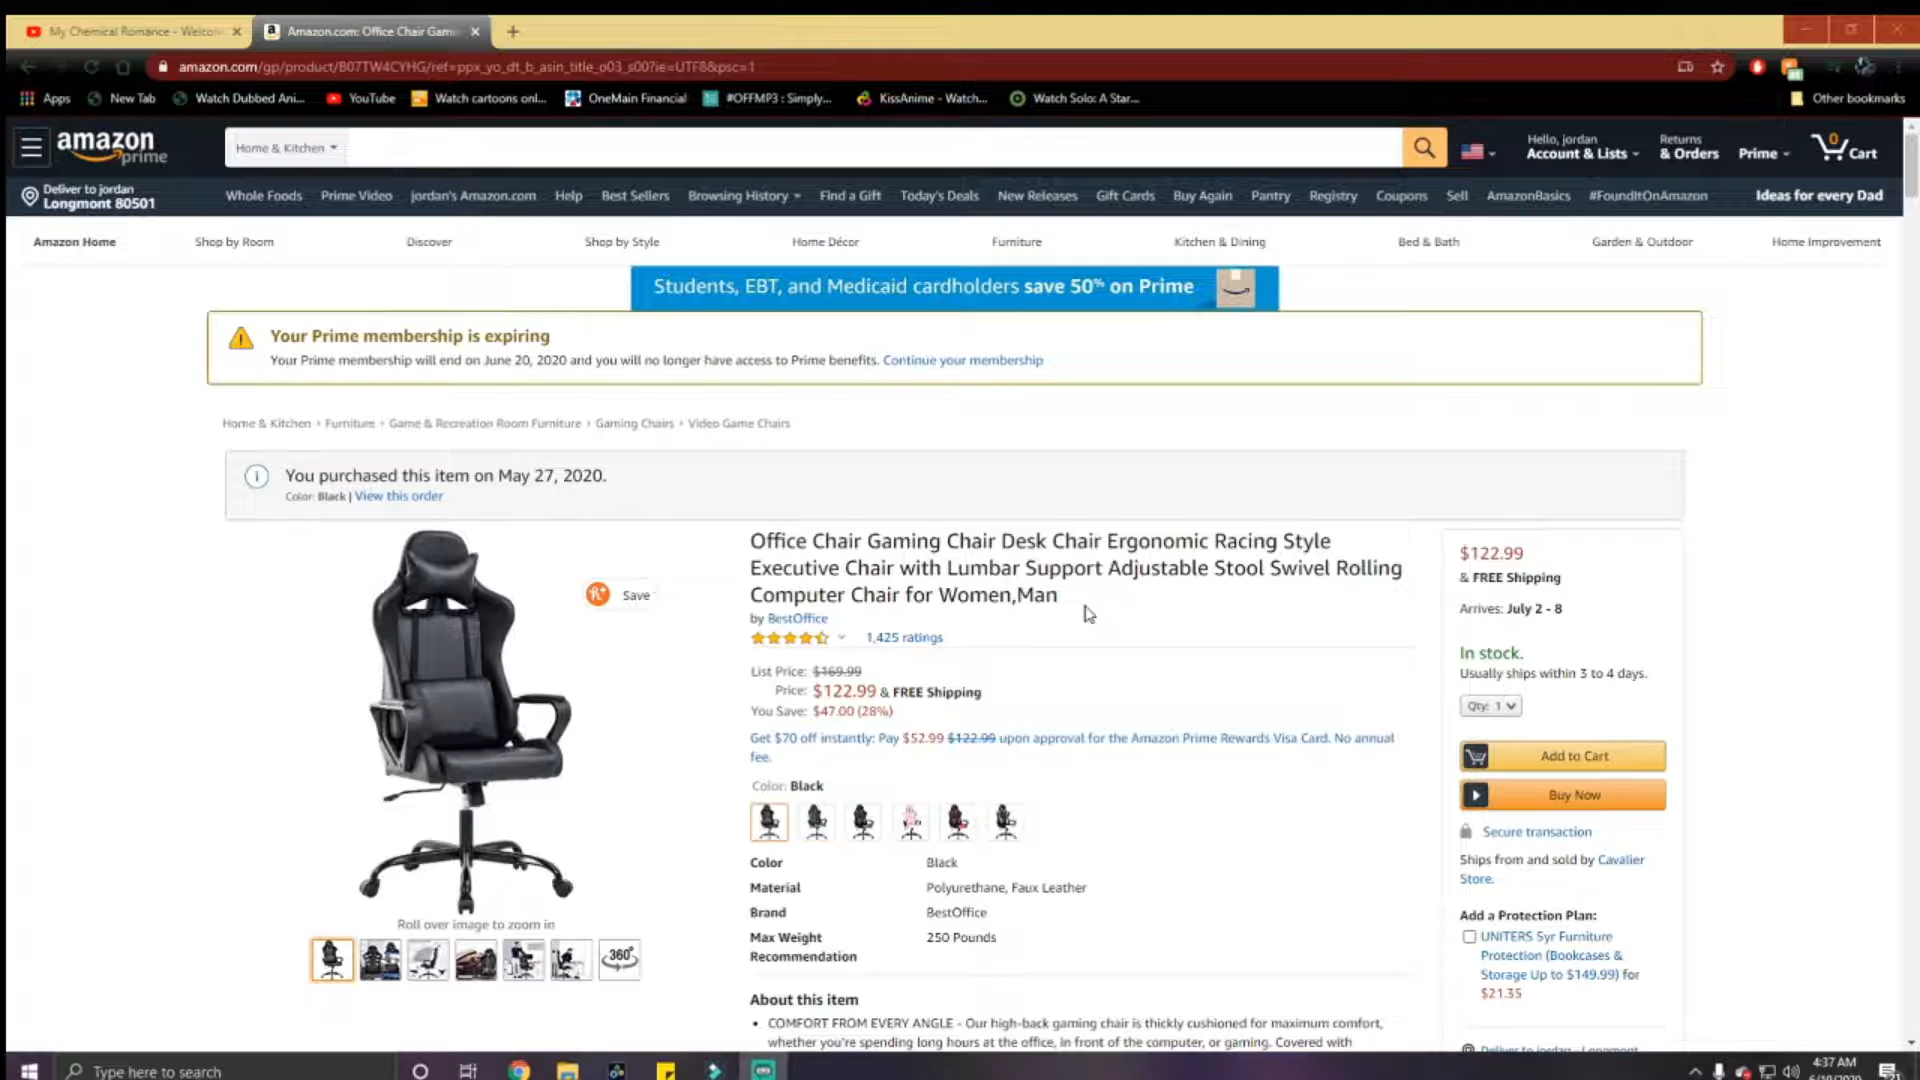 My Chemical Romance - Welcom
Amazon.com: Office Chair Gam
amazon.com/gp/product/B07TW4CYHG/ref=ppx_yo_dt_b_asin_title_o03_s00?ie=UTF8&psc=1
Apps
New Tab
Watch Dubbed Ani...
YouTube
Watch cartoons onl...
OneMain Financial
#OFFMP3 : Simply...
KissAnime - Watch...
Watch Solo: A Star...
Other bookmarks
amazon prime
Home & Kitchen
Hello, jordan
Account & Lists
Returns
& Orders
Prime
0
Cart
Deliver to jordan
Longmont 80501
Whole Foods
Prime Video
jordan's Amazon.com
Help
Best Sellers
Browsing History
Find a Gift
Today's Deals
New Releases
Gift Cards
Buy Again
Pantry
Registry
Coupons
Sell
AmazonBasics
#FoundItOnAmazon
Ideas for every Dad
Amazon Home
Shop by Room
Discover
Shop by Style
Home Décor
Furniture
Kitchen & Dining
Bed & Bath
Garden & Outdoor
Home Improvement
Students, EBT, and Medicaid cardholders save 50% on Prime
Your Prime membership is expiring
Your Prime membership will end on June 20, 2020 and you will no longer have access to Prime benefits. Continue your membership
Home & Kitchen › Furniture › Game & Recreation Room Furniture › Gaming Chairs › Video Game Chairs
You purchased this item on May 27, 2020.
Color: Black | View this order
Save
Roll over image to zoom in
360°
Office Chair Gaming Chair Desk Chair Ergonomic Racing Style
Executive Chair with Lumbar Support Adjustable Stool Swivel Rolling
Computer Chair for Women,Man
by BestOffice
1,425 ratings
List Price: $169.99
Price: $122.99 & FREE Shipping
You Save: $47.00 (28%)
Get $70 off instantly: Pay $52.99 $122.99 upon approval for the Amazon Prime Rewards Visa Card. No annual
fee.
Color: Black
Color Black
Material Polyurethane, Faux Leather
Brand BestOffice
Max Weight 250 Pounds
Recommendation
About this item
• COMFORT FROM EVERY ANGLE - Our high-back gaming chair is thickly cushioned for maximum comfort,
whether you're spending long hours at the office, in front of the computer, or gaming. Covered with
$122.99
& FREE Shipping
Arrives: July 2 - 8
In stock.
Usually ships within 3 to 4 days.
Qty: 1
Add to Cart
Buy Now
Secure transaction
Ships from and sold by Cavalier
Store.
Add a Protection Plan:
UNITERS 5yr Furniture
Protection (Bookcases &
Storage Up to $149.99) for
$21.35
Deliver to jordan - Longmont
Type here to search
4:37 AM